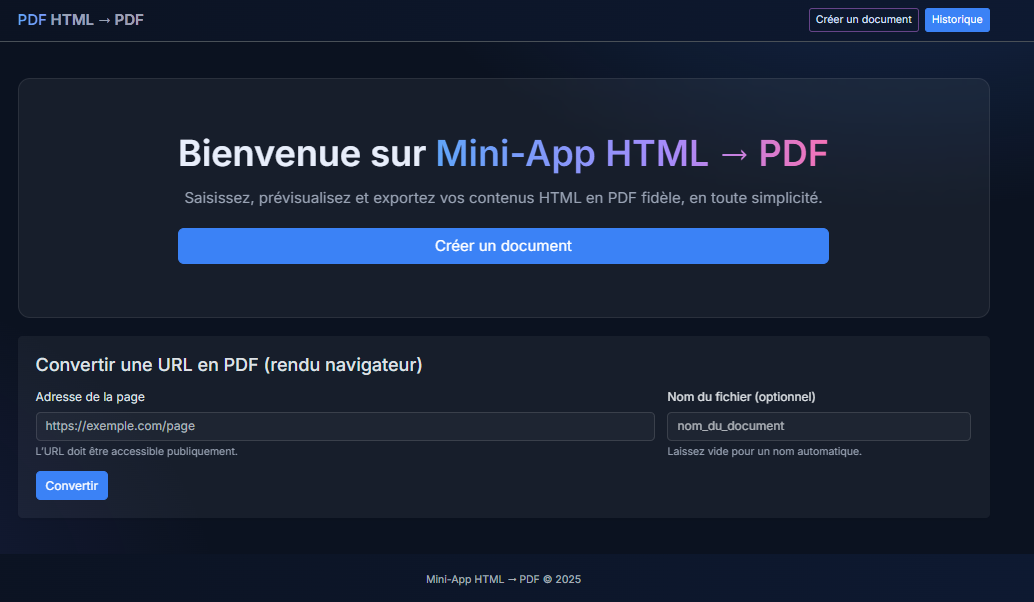 PDF HTML → PDF
Créer un document
Historique
Bienvenue sur Mini-App HTML → PDF
Saisissez, prévisualisez et exportez vos contenus HTML en PDF fidèle, en toute simplicité.
Créer un document
Convertir une URL en PDF (rendu navigateur)
Adresse de la page
Nom du fichier (optionnel)
https://exemple.com/page
nom_du_document
L'URL doit être accessible publiquement.
Laissez vide pour un nom automatique.
Convertir
Mini-App HTML → PDF © 2025